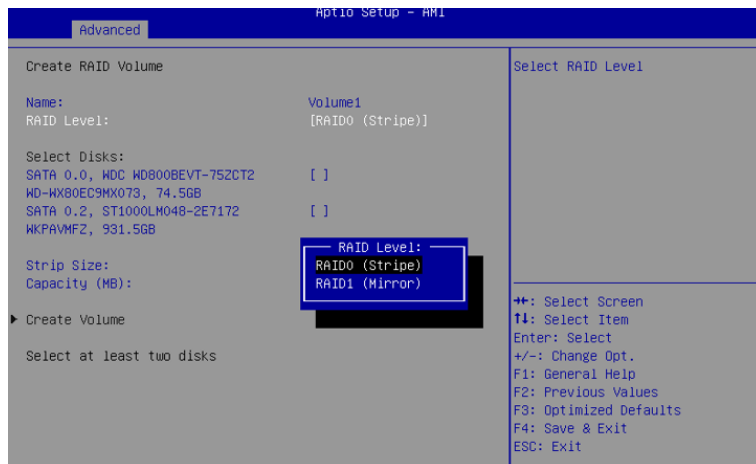 Aptio Setup - AMI
Advanced
Create RAID Volume
Select RAID Level
Name: Volume1
RAID Level: [RAID0 (Stripe)]
Select Disks:
SATA 0.0, WDC WD800BEVT-75ZCT2 [ ]
WD-WX80EC9MX073, 74.5GB
SATA 0.2, ST1000LM048-2E7172 [ ]
WKPAVMFZ, 931.5GB
RAID Level:
RAID0 (Stripe)
RAID1 (Mirror)
Strip Size:
Capacity (MB):
▶ Create Volume
Select at least two disks
→←: Select Screen
↑↓: Select Item
Enter: Select
+/-: Change Opt.
F1: General Help
F2: Previous Values
F3: Optimized Defaults
F4: Save & Exit
ESC: Exit